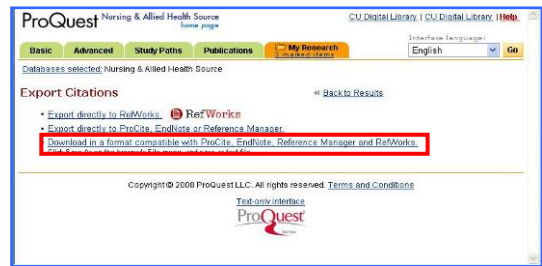 ProQuest Nursing & Allied Health Source
home page
CU Digital Library | CU Digital Library | Help
Interface language:
Basic Advanced Study Paths Publications My Research
3 marked items
English Go
Databases selected: Nursing & Allied Health Source
Export Citations
« Back to Results
• Export directly to RefWorks. RefWorks
• Export directly to ProCite, EndNote or Reference Manager.
• Download in a format compatible with ProCite, EndNote, Reference Manager and RefWorks.
Copyright © 2008 ProQuest LLC. All rights reserved. Terms and Conditions
Text-only interface
ProQuest